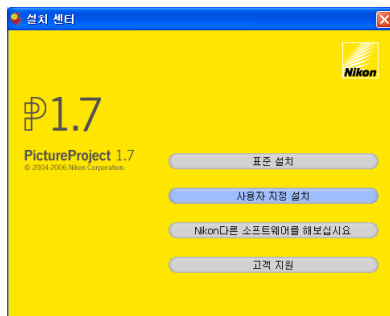 설치 센터
Nikon
P1.7
PictureProject 1.7
© 2004-2006 Nikon Corporation.
표준 설치
사용자 지정 설치
Nikon다른 소프트웨어를 해보십시요
고객 지원